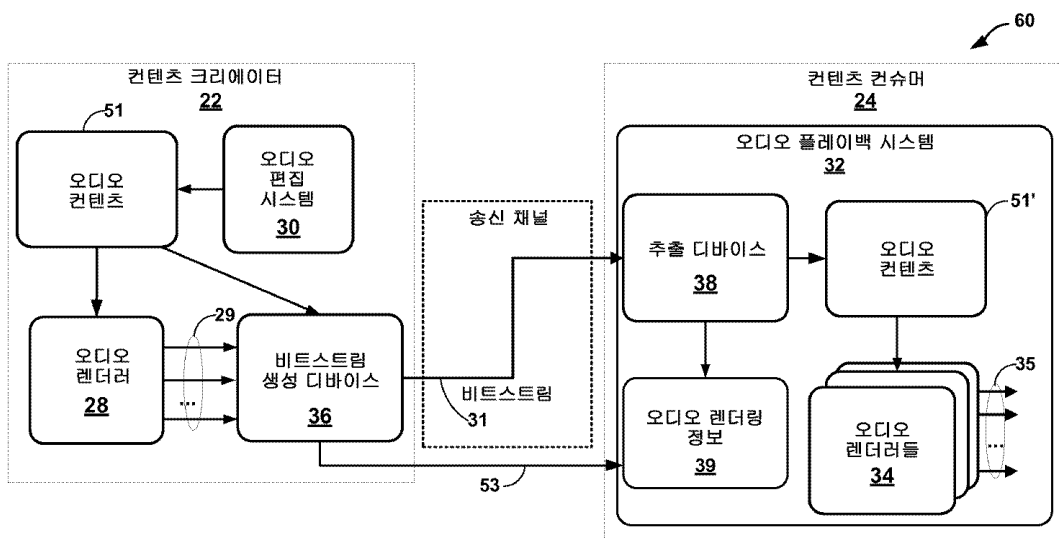 60
컨텐츠 크리에이터
22
51
오디오
컨텐츠
오디오
편집
시스템
30
오디오
렌더러
28
29
...
비트스트림
생성 디바이스
36
송신 채널
비트스트림
31
53
컨텐츠 컨슈머
24
오디오 플레이백 시스템
32
추출 디바이스
38
51'
오디오
컨텐츠
오디오 렌더링
정보
39
오디오
렌더러들
34
35
...